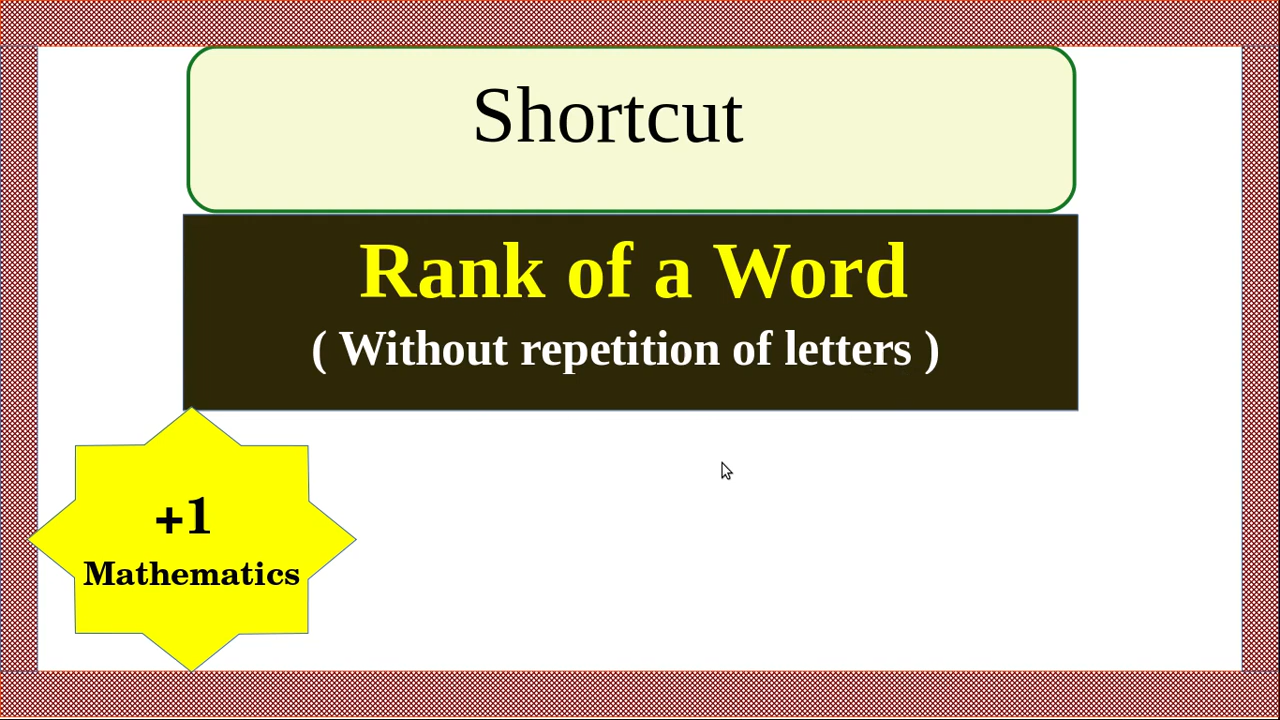 Shortcut
Rank of a Word
( Without repetition of letters )
+1
Mathematics